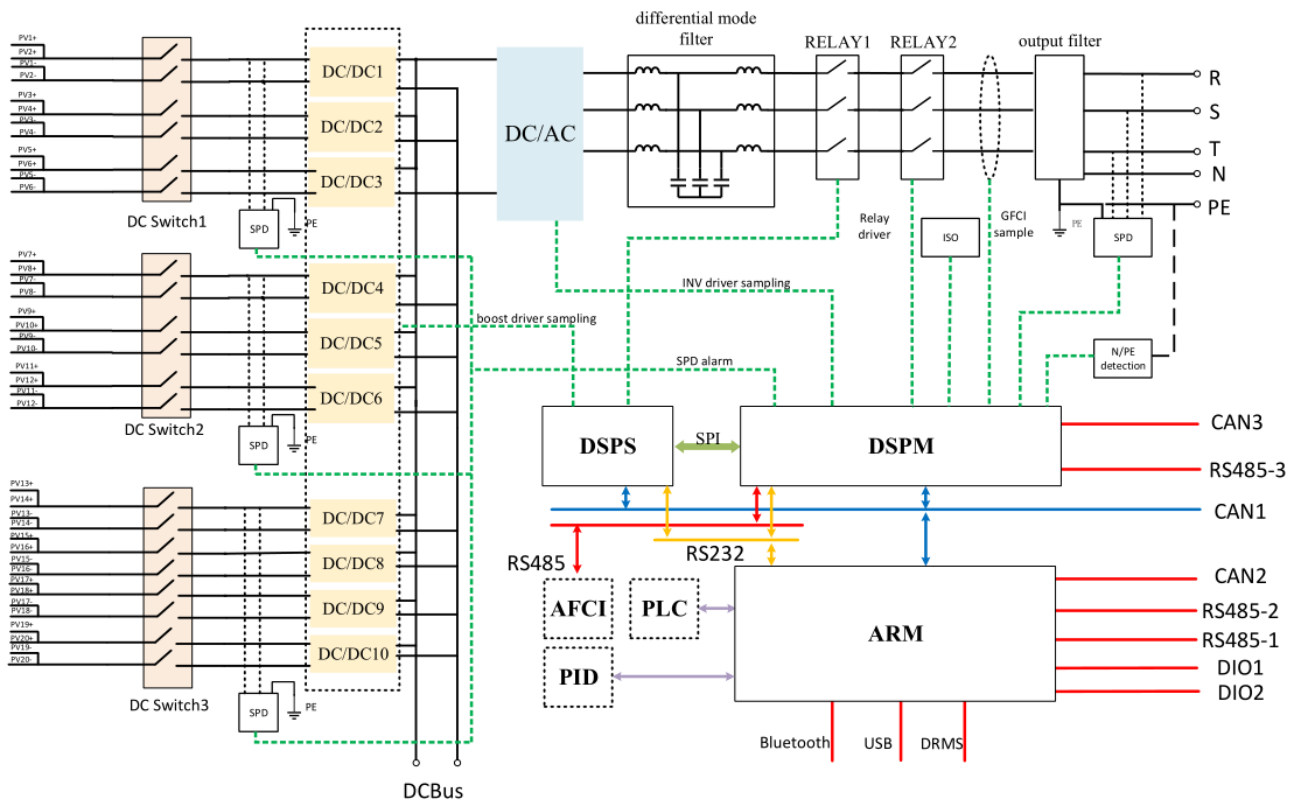 differential mode
filter
RELAY1
RELAY2
output filter
PV1+
PV2+
PV1-
PV2-
PV3+
PV4+
PV3-
PV4-
PV5+
PV6+
PV5-
PV6-
DC/DC1
DC/DC2
DC/DC3
DC/AC
R
S
T
N
PE
DC Switch1
SPD
PE
Relay
driver
ISO
GFCI
sample
PE
SPD
PV7+
PV8+
PV7-
PV8-
PV9+
PV10+
PV9-
PV10-
PV11+
PV12+
PV11-
PV12-
DC/DC4
DC/DC5
DC/DC6
INV driver sampling
boost driver sampling
SPD alarm
N/PE
detection
DC Switch2
SPD
PE
DSPS
SPI
DSPM
CAN3
RS485-3
CAN1
PV13+
PV14+
PV13-
PV14-
PV15+
PV16+
PV15-
PV16-
PV17+
PV18+
PV17-
PV18-
PV19+
PV20+
PV19-
PV20-
DC/DC7
DC/DC8
DC/DC9
DC/DC10
RS485
RS232
AFCI
PLC
PID
ARM
CAN2
RS485-2
RS485-1
DIO1
DIO2
DC Switch3
SPD
PE
Bluetooth
USB
DRMS
DCBus